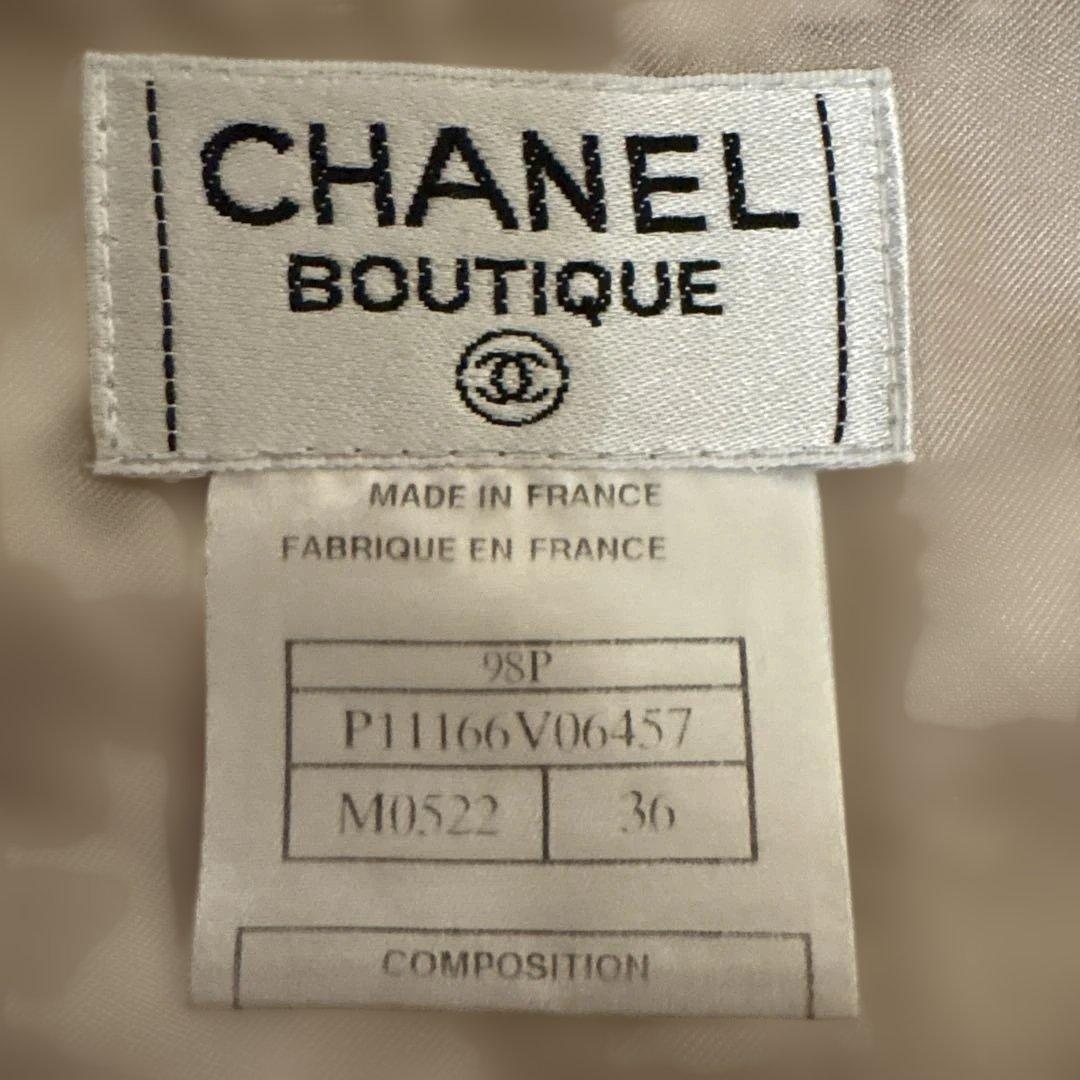 CHANEL
BOUTIQUE
MADE IN FRANCE
FABRIQUE EN FRANCE
98P
P11166V06457
M0522 36
COMPOSITION